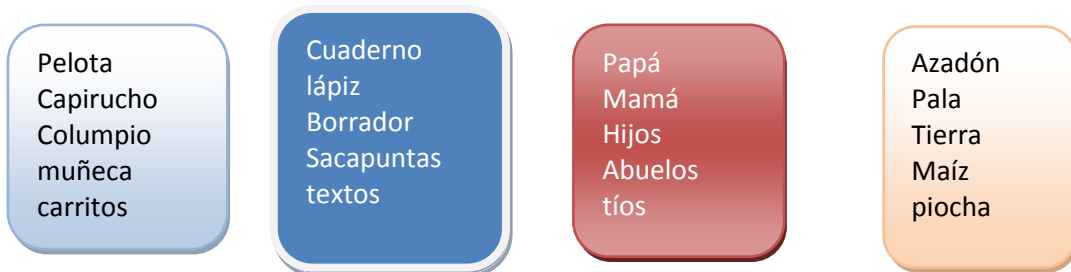 Pelota
Capirucho
Columpio
muñeca
carritos
Cuaderno
lápiz
Borrador
Sacapuntas
textos
Papá
Mamá
Hijos
Abuelos
tíos
Azadón
Pala
Tierra
Maíz
piocha